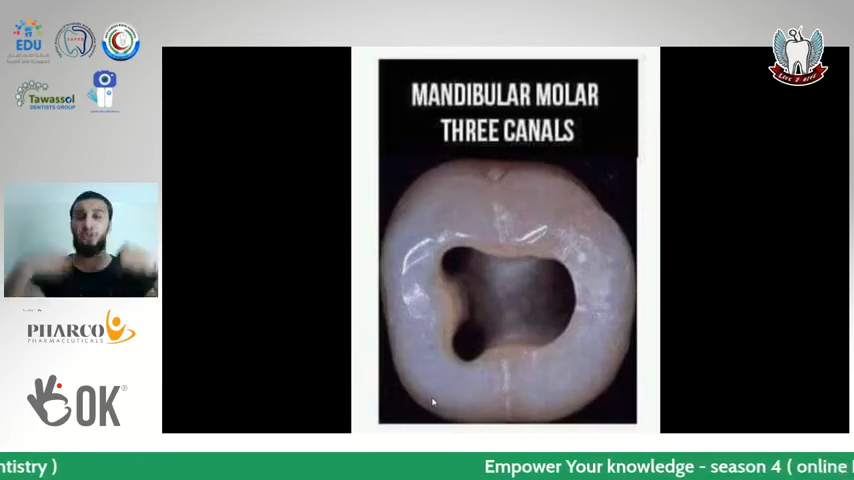 EDU
Tawassol
DENTISTS GROUP
MANDIBULAR MOLAR
THREE CANALS
PHARCO
PHARMACEUTICALS
OK®
ntistry )
Empower Your knowledge - season 4 ( online